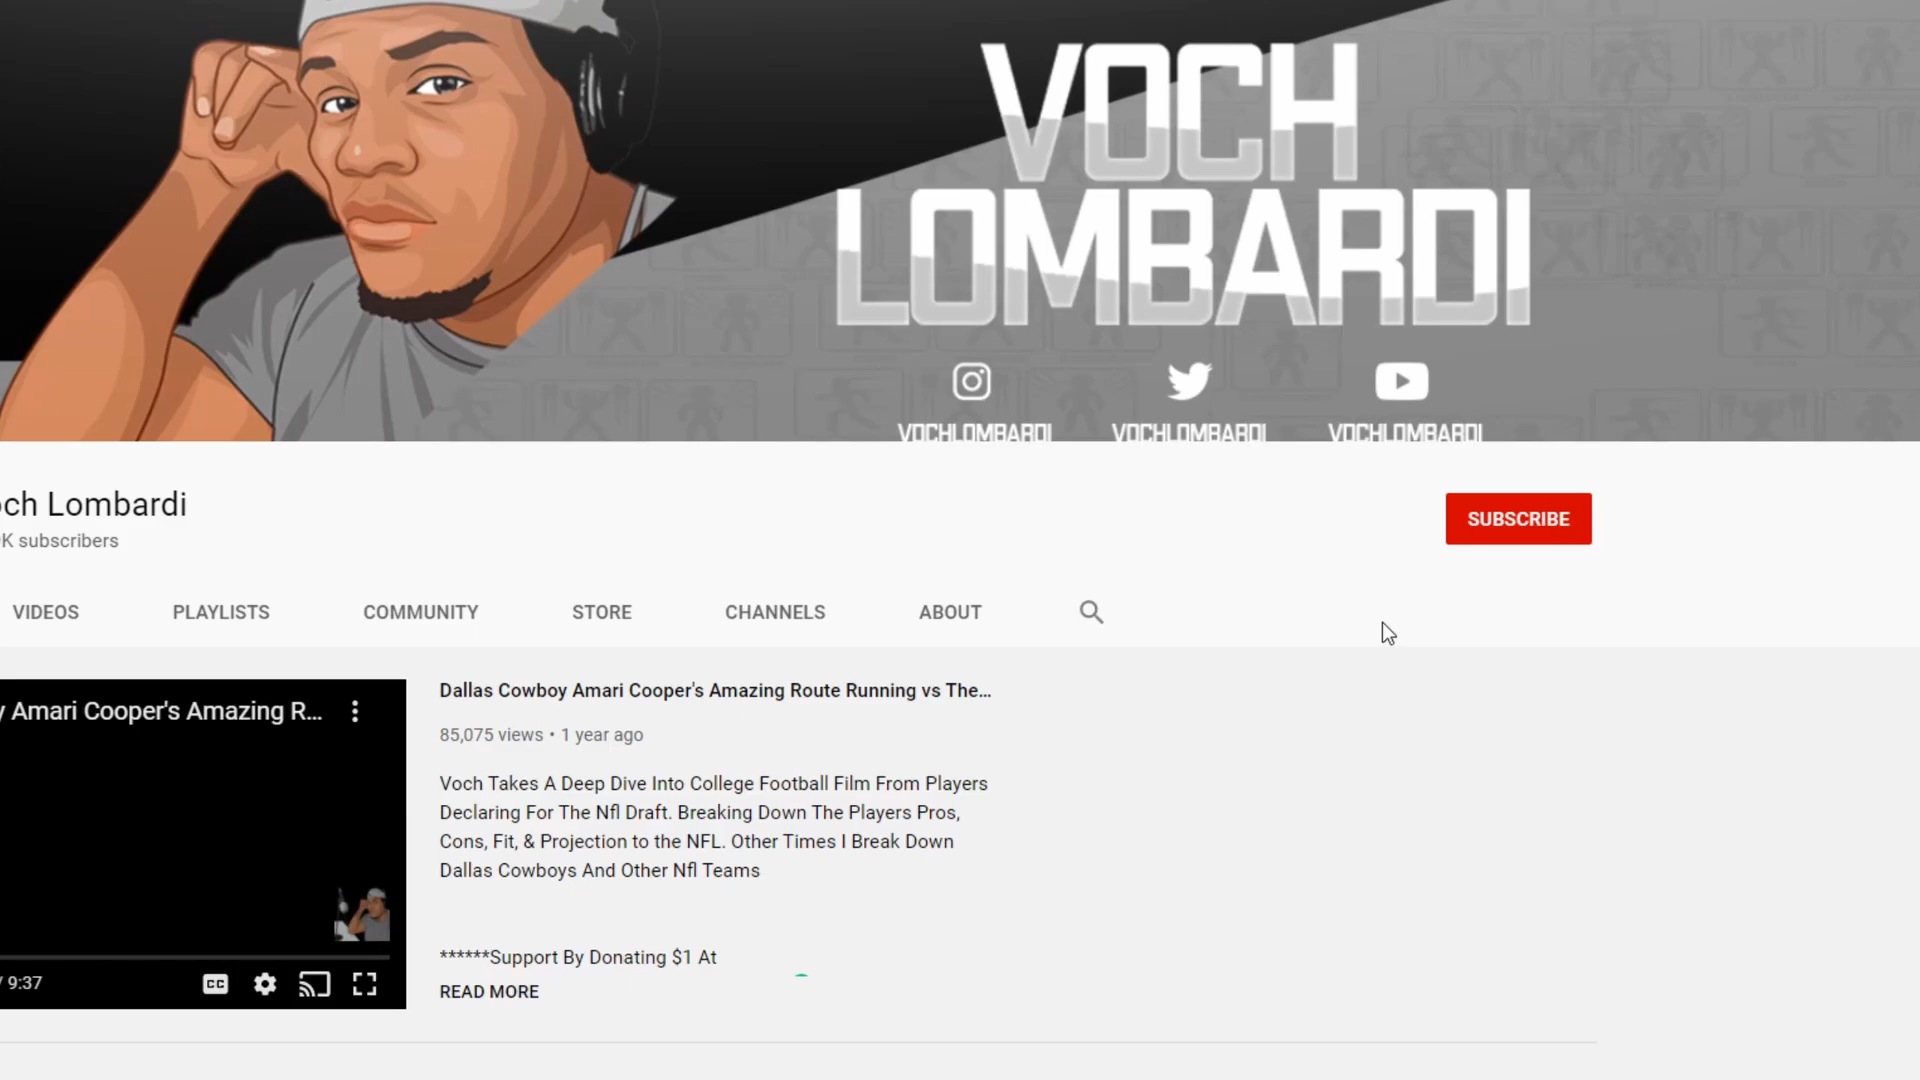 VOCH
LOMBARDI
VOCHLOMBARDI VOCHLOMBARDI VOCHLOMBARDI
och Lombardi
K subscribers
SUBSCRIBE
VIDEOS PLAYLISTS COMMUNITY STORE CHANNELS ABOUT
y Amari Cooper's Amazing R...
CC
/ 9:37
Dallas Cowboy Amari Cooper's Amazing Route Running vs The...
85,075 views • 1 year ago
Voch Takes A Deep Dive Into College Football Film From Players
Declaring For The Nfl Draft. Breaking Down The Players Pros,
Cons, Fit, & Projection to the NFL. Other Times I Break Down
Dallas Cowboys And Other Nfl Teams
******Support By Donating $1 At
READ MORE